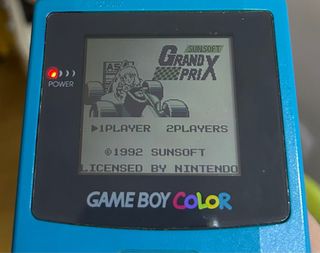 SUNSOFT
GRAND
PRIX
POWER
▶1PLAYER 2PLAYERS
©1992 SUNSOFT
LICENSED BY NINTENDO
GAME BOY COLOR